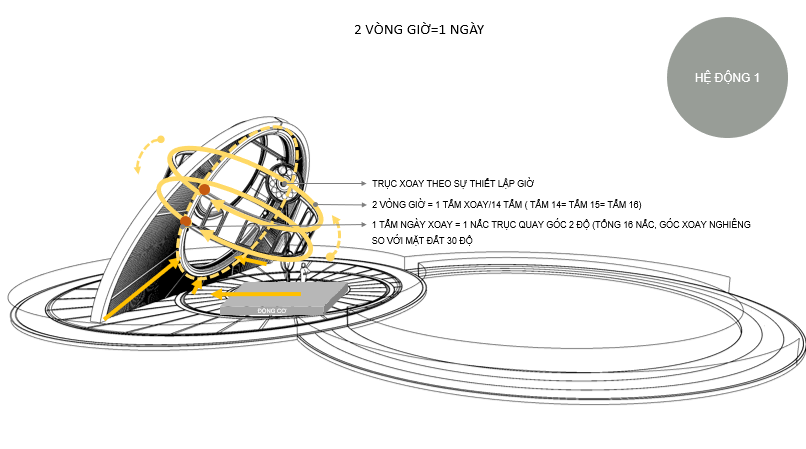 2 VÒNG GIỜ=1 NGÀY
HỆ ĐỘNG 1
TRỤC XOAY THEO SỰ THIẾT LẬP GIỜ
2 VÒNG GIỜ = 1 TẤM XOAY/14 TẤM ( TẤM 14= TẤM 15= TẤM 16)
1 TẤM NGÀY XOAY = 1 NẤC TRỤC QUAY GÓC 2 ĐỘ (TỔNG 16 NẤC, GÓC XOAY NGHIÊNG
SO VỚI MẶT ĐẤT 30 ĐỘ
ĐỘNG CƠ